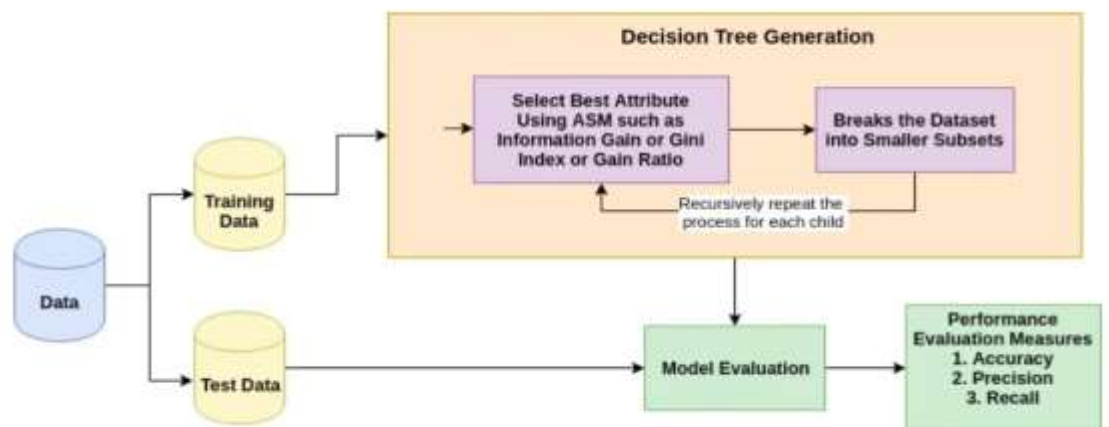 Decision Tree Generation
Select Best Attribute
Using ASM such as
Information Gain or Gini
Index or Gain Ratio
Breaks the Dataset
into Smaller Subsets
Recursively repeat the
process for each child
Training
Data
Data
Test Data
Model Evaluation
Performance
Evaluation Measures
1. Accuracy
2. Precision
3. Recall